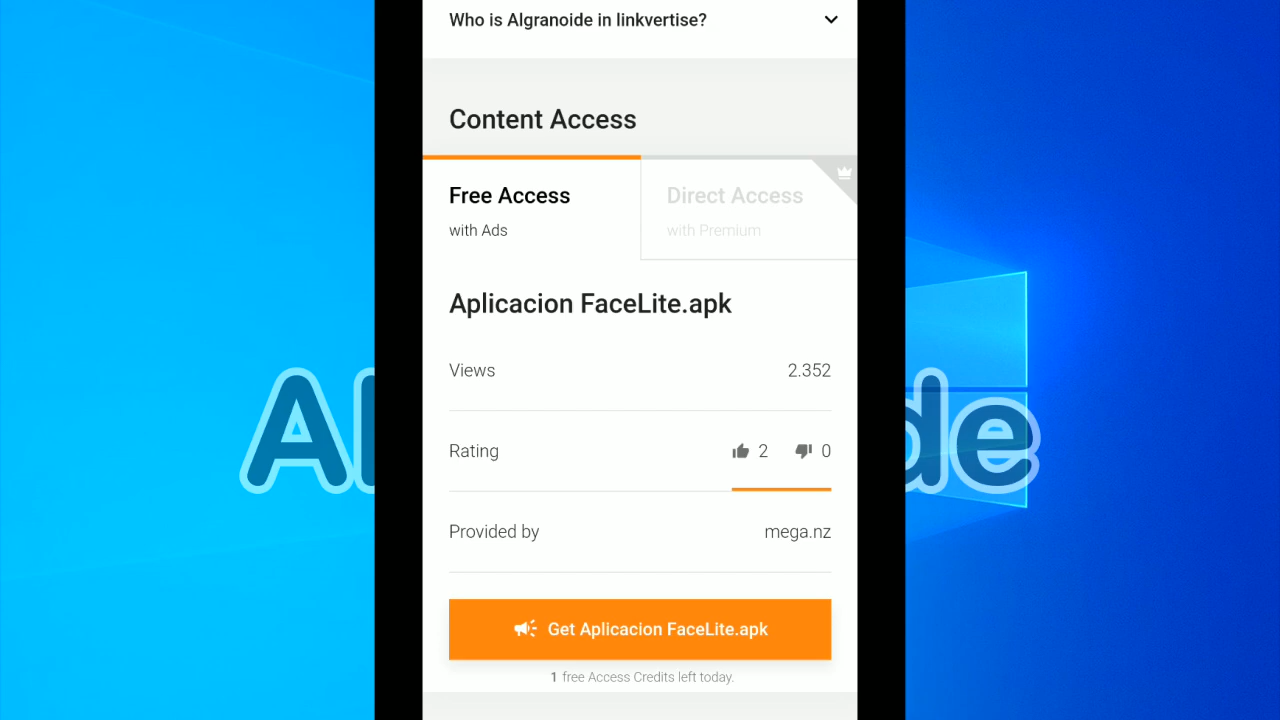 Who is Algranoide in linkvertise?
Content Access
Free Access
with Ads
Direct Access
with Premium
Aplicacion FaceLite.apk
Views 2.352
Rating 2 0
Provided by mega.nz
Get Aplicacion FaceLite.apk
1 free Access Credits left today.